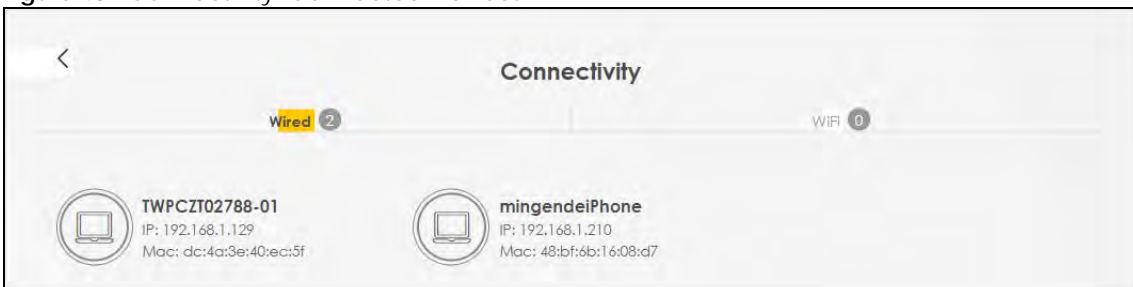 Connectivity
Wired 2
WiFi 0
TWPCZT02788-01
IP: 192.168.1.129
Mac: dc:4a:3e:40:ec:5f
mingendeiPhone
IP: 192.168.1.210
Mac: 48:bf:6b:16:08:d7